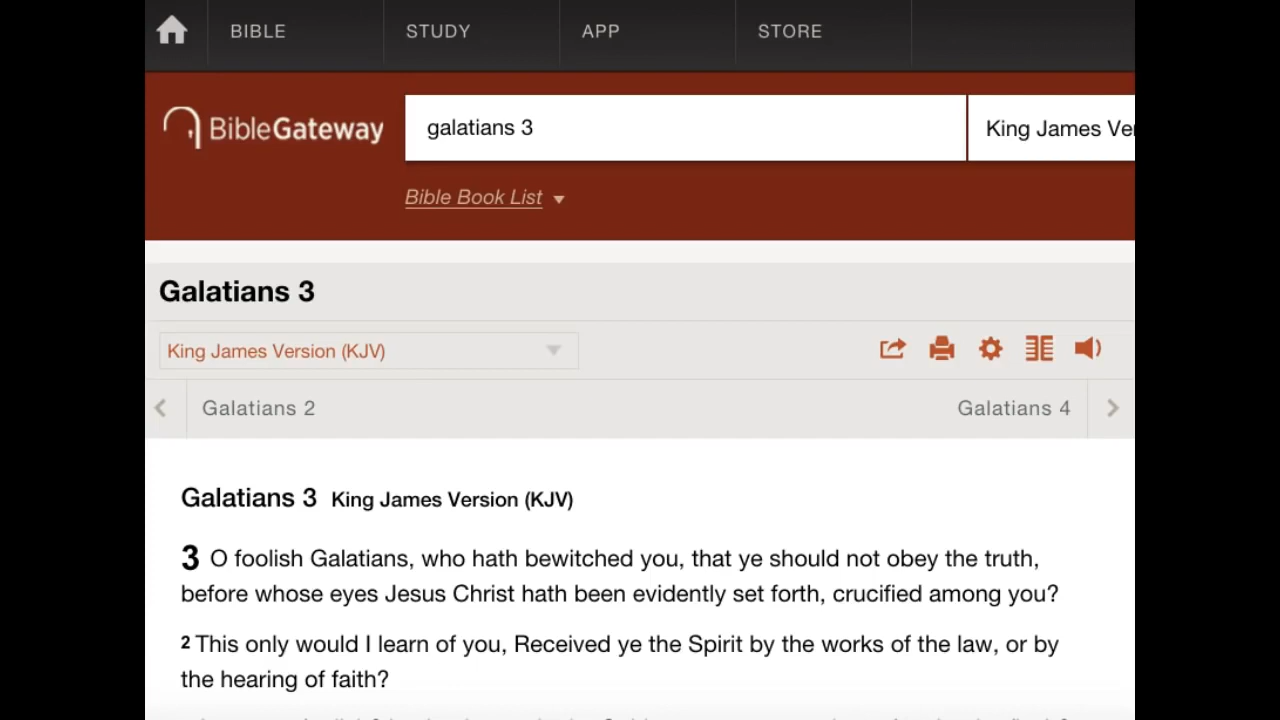 BIBLE STUDY APP STORE
BibleGateway galatians 3 King James Ve
Bible Book List
Galatians 3
King James Version (KJV)
Galatians 2 Galatians 4
Galatians 3 King James Version (KJV)
3 O foolish Galatians, who hath bewitched you, that ye should not obey the truth,
before whose eyes Jesus Christ hath been evidently set forth, crucified among you?
2 This only would I learn of you, Received ye the Spirit by the works of the law, or by
the hearing of faith?